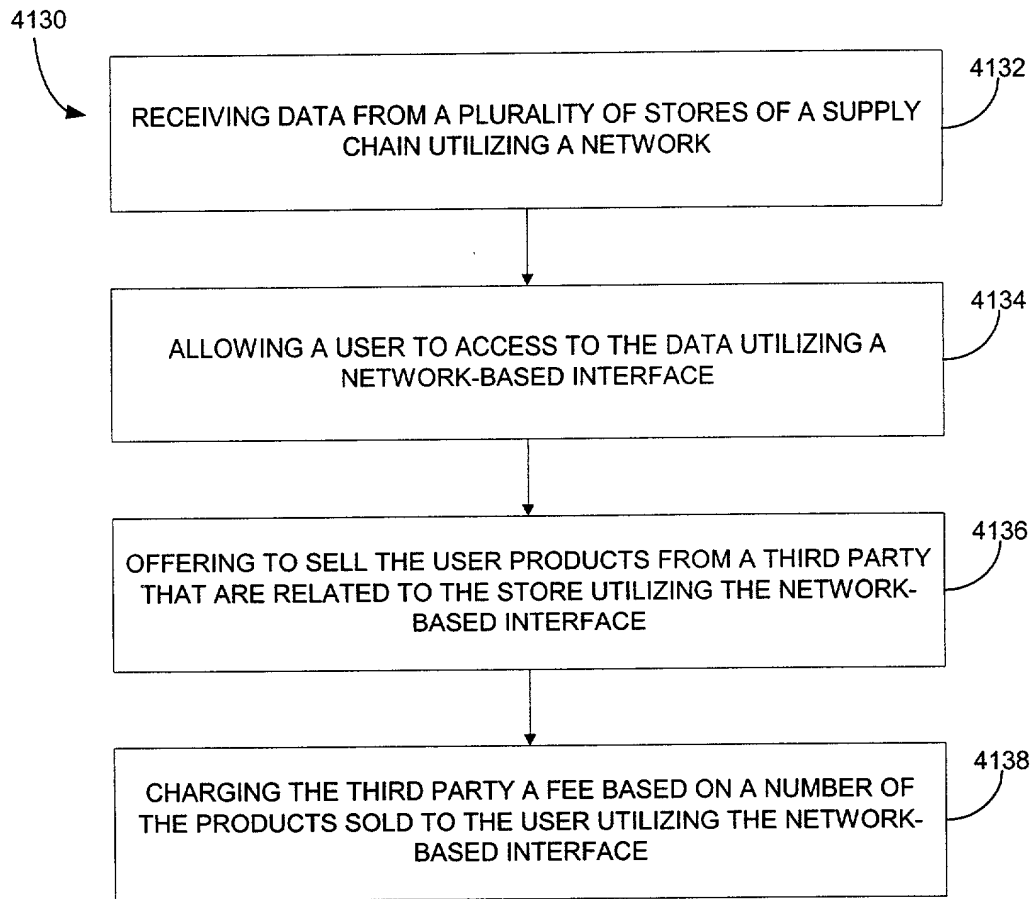 4130
4132
RECEIVING DATA FROM A PLURALITY OF STORES OF A SUPPLY
CHAIN UTILIZING A NETWORK
4134
ALLOWING A USER TO ACCESS TO THE DATA UTILIZING A
NETWORK-BASED INTERFACE
4136
OFFERING TO SELL THE USER PRODUCTS FROM A THIRD PARTY
THAT ARE RELATED TO THE STORE UTILIZING THE NETWORK-
BASED INTERFACE
4138
CHARGING THE THIRD PARTY A FEE BASED ON A NUMBER OF
THE PRODUCTS SOLD TO THE USER UTILIZING THE NETWORK-
BASED INTERFACE